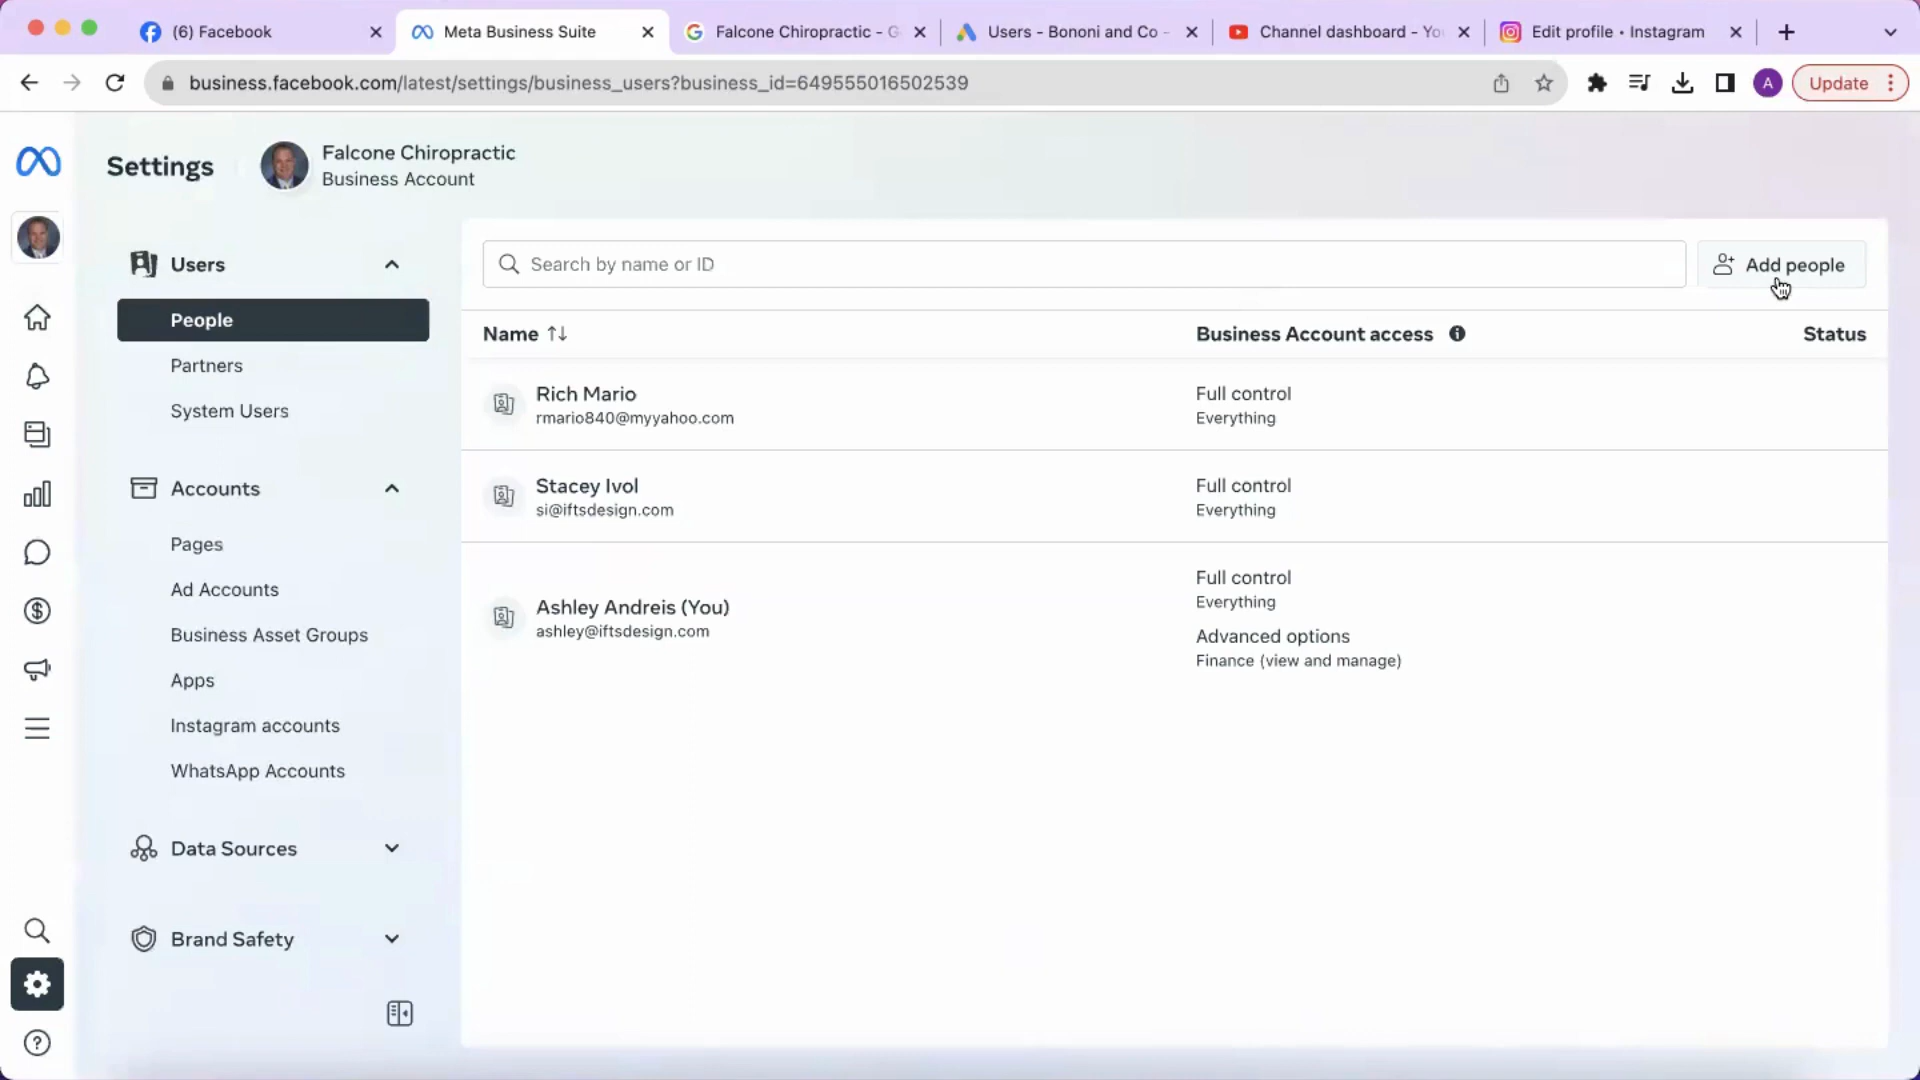 (6) Facebook
Meta Business Suite
Falcone Chiropractic - G
Users - Bononi and Co -
Channel dashboard - Yo
Edit profile • Instagram
business.facebook.com/latest/settings/business_users?business_id=649555016502539
A
Update
Settings
Falcone Chiropractic
Business Account
Users
People
Partners
System Users
Accounts
Pages
Ad Accounts
Business Asset Groups
Apps
Instagram accounts
WhatsApp Accounts
Data Sources
Brand Safety
Search by name or ID
Add people
Name
Business Account access
Status
Rich Mario
rmario840@myyahoo.com
Full control
Everything
Stacey Ivol
si@iftsdesign.com
Full control
Everything
Ashley Andreis (You)
ashley@iftsdesign.com
Full control
Everything
Advanced options
Finance (view and manage)